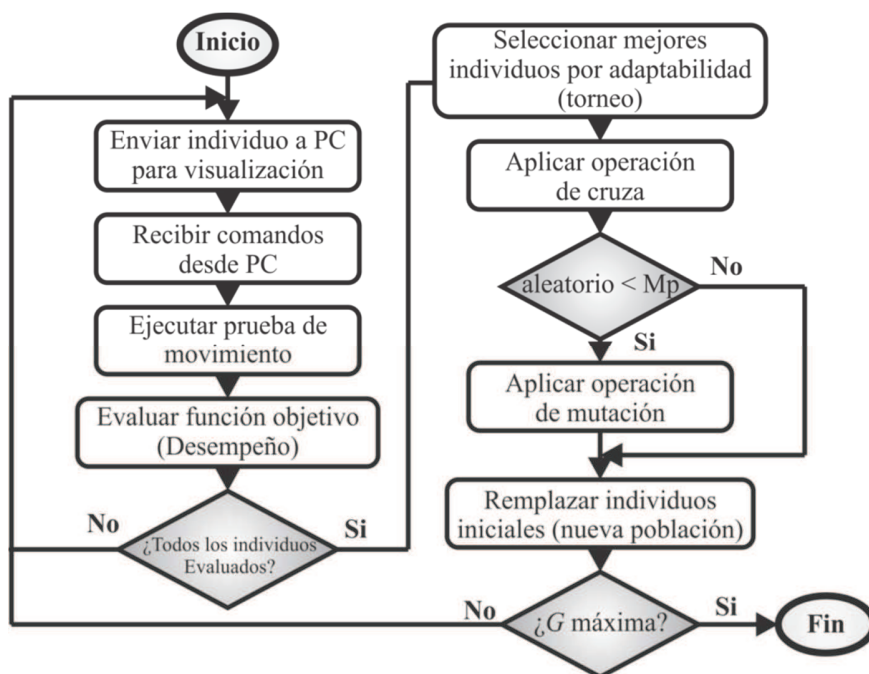 Inicio
Enviar individuo a PC
para visualización
Recibir comandos
desde PC
Ejecutar prueba de
movimiento
Evaluar función objetivo
(Desempeño)
¿Todos los individuos
Evaluados?
No
Si
Seleccionar mejores
individuos por adaptabilidad
(torneo)
Aplicar operación
de cruza
aleatorio < Mp
No
Si
Aplicar operación
de mutación
Remplazar individuos
iniciales (nueva población)
¿G máxima?
No
Si
Fin